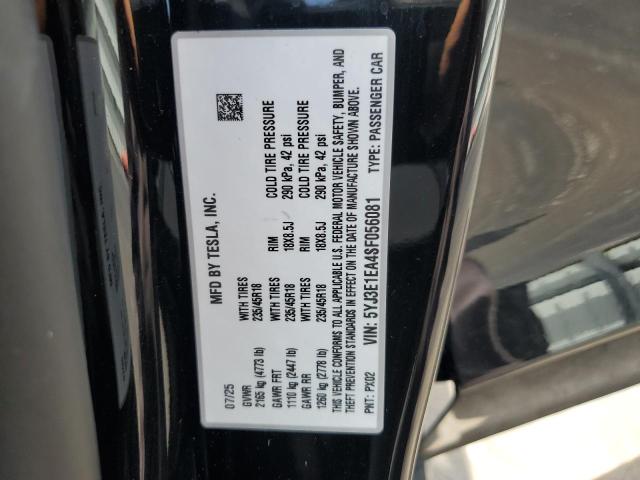 MFD BY TESLA, INC.
07/25
GVWR WITH TIRES
2165 kg (4773 lb) 235/45R18
GAWR FRT WITH TIRES RIM COLD TIRE PRESSURE
1110 kg (2447 lb) 235/45R18 18X8.5J 290 kPa, 42 psi
GAWR RR WITH TIRES RIM COLD TIRE PRESSURE
1260 kg (2778 lb) 235/45R18 18X8.5J 290 kPa, 42 psi
THIS VEHICLE CONFORMS TO ALL APPLICABLE U.S. FEDERAL MOTOR VEHICLE SAFETY, BUMPER, AND
THEFT PREVENTION STANDARDS IN EFFECT ON THE DATE OF MANUFACTURE SHOWN ABOVE.
VIN: 5YJ3E1EA4SF056081
PNT: PX02 TYPE: PASSENGER CAR